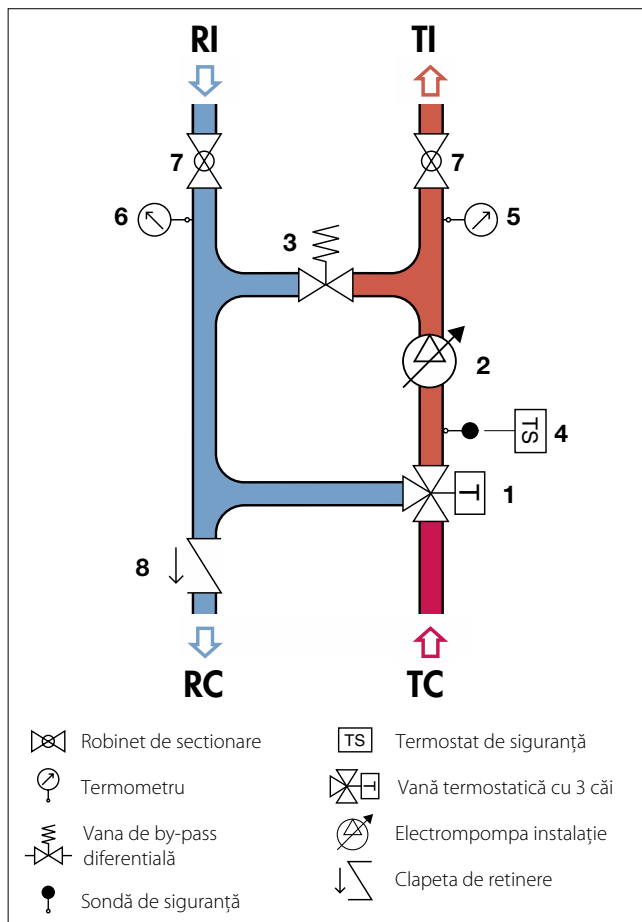 RI TI
7 7
6 5
3
2
TS 4
T 1
8
RC TC
Robinet de sectionare
TS Termostat de siguranță
Termometru
T Vană termostatică cu 3 căi
Vana de by-pass
diferentială
Electrompompa instalație
Sondă de siguranță
Clapeta de retinere